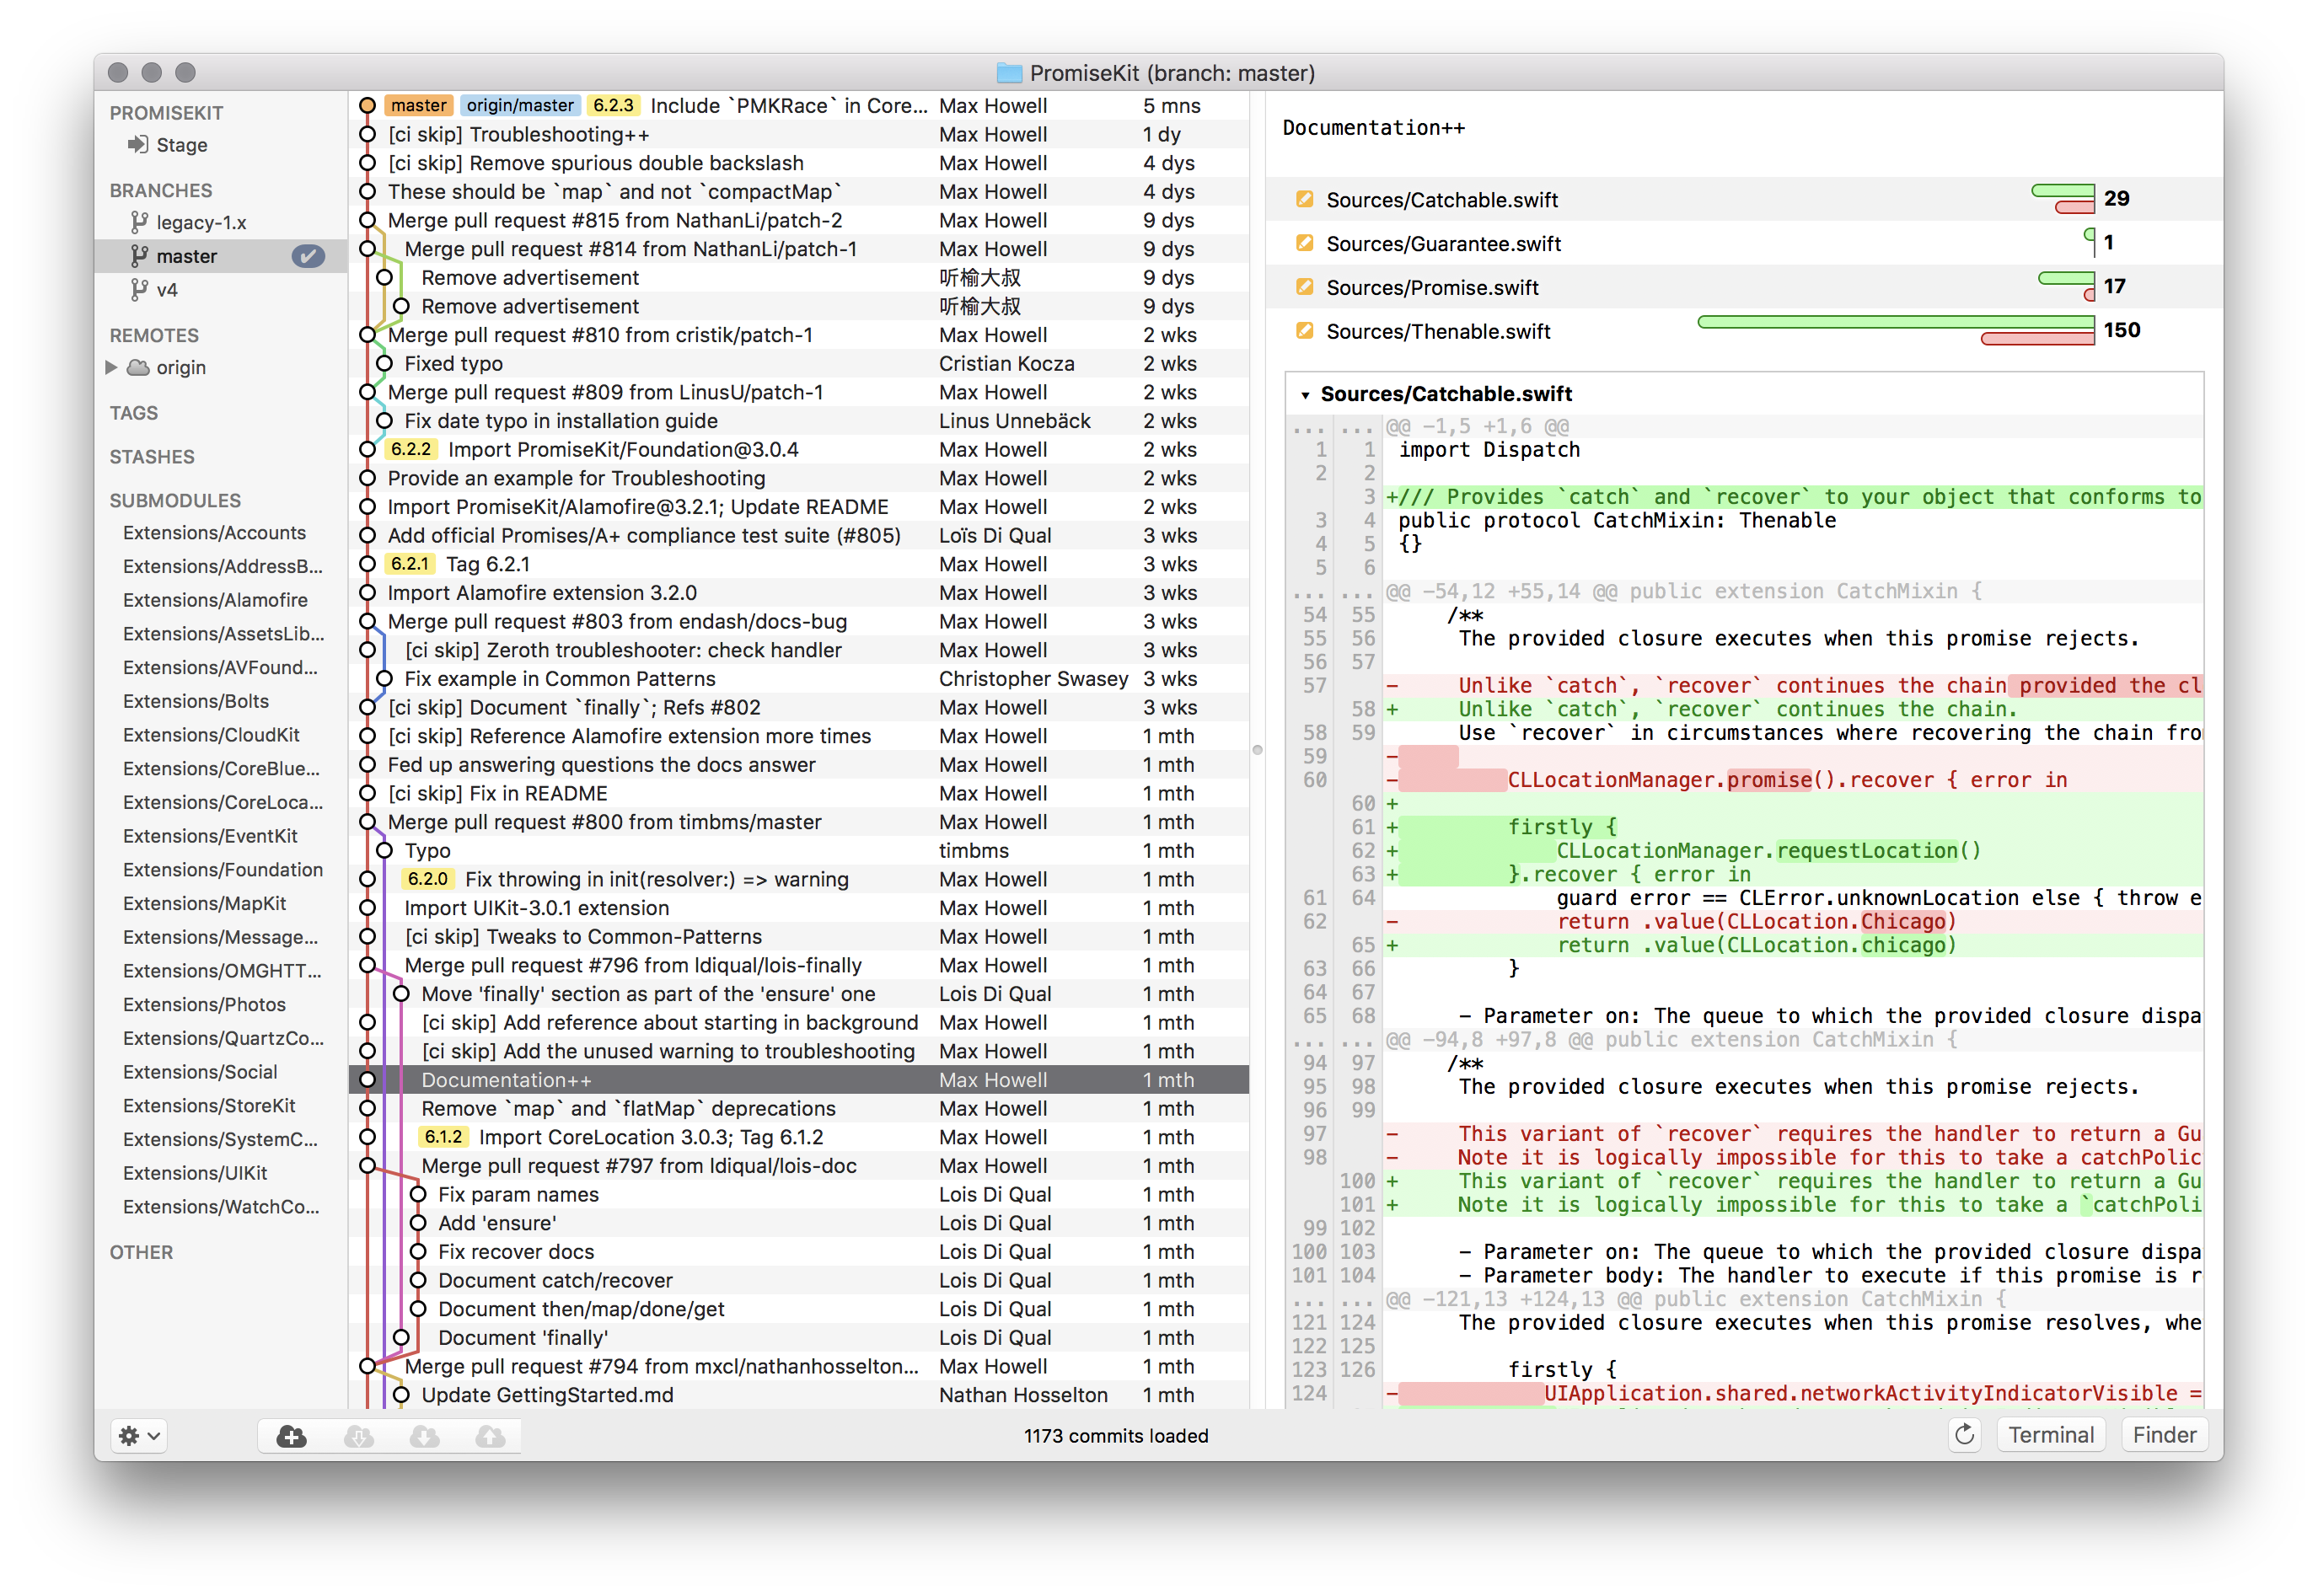 PromiseKit (branch: master)
PROMISEKIT
Stage
BRANCHES
legacy-1.x
master
v4
REMOTES
origin
TAGS
STASHES
SUBMODULES
Extensions/Accounts
Extensions/AddressB...
Extensions/Alamofire
Extensions/AssetsLib...
Extensions/AVFound...
Extensions/Bolts
Extensions/CloudKit
Extensions/CoreBlue...
Extensions/CoreLoca...
Extensions/EventKit
Extensions/Foundation
Extensions/MapKit
Extensions/Message...
Extensions/OMGHTT...
Extensions/Photos
Extensions/QuartzCo...
Extensions/Social
Extensions/StoreKit
Extensions/SystemC...
Extensions/UIKit
Extensions/WatchCo...
OTHER
master origin/master 6.2.3 Include `PMKRace` in Core... Max Howell 5 mns
[ci skip] Troubleshooting++ Max Howell 1 dy
[ci skip] Remove spurious double backslash Max Howell 4 dys
These should be `map` and not `compactMap` Max Howell 4 dys
Merge pull request #815 from NathanLi/patch-2 Max Howell 9 dys
Merge pull request #814 from NathanLi/patch-1 Max Howell 9 dys
Remove advertisement 听榆大叔 9 dys
Remove advertisement 听榆大叔 9 dys
Merge pull request #810 from cristik/patch-1 Max Howell 2 wks
Fixed typo Cristian Kocza 2 wks
Merge pull request #809 from LinusU/patch-1 Max Howell 2 wks
Fix date typo in installation guide Linus Unnebäck 2 wks
6.2.2 Import PromiseKit/Foundation@3.0.4 Max Howell 2 wks
Provide an example for Troubleshooting Max Howell 2 wks
Import PromiseKit/Alamofire@3.2.1; Update README Max Howell 2 wks
Add official Promises/A+ compliance test suite (#805) Loïs Di Qual 3 wks
6.2.1 Tag 6.2.1 Max Howell 3 wks
Import Alamofire extension 3.2.0 Max Howell 3 wks
Merge pull request #803 from endash/docs-bug Max Howell 3 wks
[ci skip] Zeroth troubleshooter: check handler Max Howell 3 wks
Fix example in Common Patterns Christopher Swasey 3 wks
[ci skip] Document `finally`; Refs #802 Max Howell 3 wks
[ci skip] Reference Alamofire extension more times Max Howell 1 mth
Fed up answering questions the docs answer Max Howell 1 mth
[ci skip] Fix in README Max Howell 1 mth
Merge pull request #800 from timbms/master Max Howell 1 mth
Typo timbms 1 mth
6.2.0 Fix throwing in init(resolver:) => warning Max Howell 1 mth
Import UIKit-3.0.1 extension Max Howell 1 mth
[ci skip] Tweaks to Common-Patterns Max Howell 1 mth
Merge pull request #796 from ldiqual/lois-finally Max Howell 1 mth
Move 'finally' section as part of the 'ensure' one Lois Di Qual 1 mth
[ci skip] Add reference about starting in background Max Howell 1 mth
[ci skip] Add the unused warning to troubleshooting Max Howell 1 mth
Documentation++ Max Howell 1 mth
Remove `map` and `flatMap` deprecations Max Howell 1 mth
6.1.2 Import CoreLocation 3.0.3; Tag 6.1.2 Max Howell 1 mth
Merge pull request #797 from ldiqual/lois-doc Max Howell 1 mth
Fix param names Lois Di Qual 1 mth
Add 'ensure' Lois Di Qual 1 mth
Fix recover docs Lois Di Qual 1 mth
Document catch/recover Lois Di Qual 1 mth
Document then/map/done/get Lois Di Qual 1 mth
Document 'finally' Lois Di Qual 1 mth
Merge pull request #794 from mxcl/nathanhosselton... Max Howell 1 mth
Update GettingStarted.md Nathan Hosselton 1 mth
Documentation++
Sources/Catchable.swift 29
Sources/Guarantee.swift 1
Sources/Promise.swift 17
Sources/Thenable.swift 150
Sources/Catchable.swift
... ... @@ -1,5 +1,6 @@
1 1 import Dispatch
2 2
3 +/// Provides `catch` and `recover` to your object that conforms to
3 4 public protocol CatchMixin: Thenable
4 5 {}
5 6
... ... @@ -54,12 +55,14 @@ public extension CatchMixin {
54 55 /**
55 56 The provided closure executes when this promise rejects.
56 57
57 - Unlike `catch`, `recover` continues the chain provided the cl
58 + Unlike `catch`, `recover` continues the chain.
58 59 Use `recover` in circumstances where recovering the chain fro
59 -
60 - CLLocationManager.promise().recover { error in
60 +
61 + firstly {
62 + CLLocationManager.requestLocation()
63 + }.recover { error in
61 64 guard error == CLError.unknownLocation else { throw e
62 - return .value(CLLocation.Chicago)
65 + return .value(CLLocation.chicago)
63 66 }
64 67
65 68 - Parameter on: The queue to which the provided closure dispa
... ... @@ -94,8 +97,8 @@ public extension CatchMixin {
94 97 /**
95 98 The provided closure executes when this promise rejects.
96 99
97 - This variant of `recover` requires the handler to return a Gu
98 - Note it is logically impossible for this to take a catchPolic
100 + This variant of `recover` requires the handler to return a Gu
101 + Note it is logically impossible for this to take a `catchPoli
99 102
100 103 - Parameter on: The queue to which the provided closure dispa
101 104 - Parameter body: The handler to execute if this promise is r
... ... @@ -121,13 +124,13 @@ public extension CatchMixin {
121 124 The provided closure executes when this promise resolves, whe
122 125
123 126 firstly {
124 - UIApplication.shared.networkActivityIndicatorVisible =
1173 commits loaded
Terminal
Finder